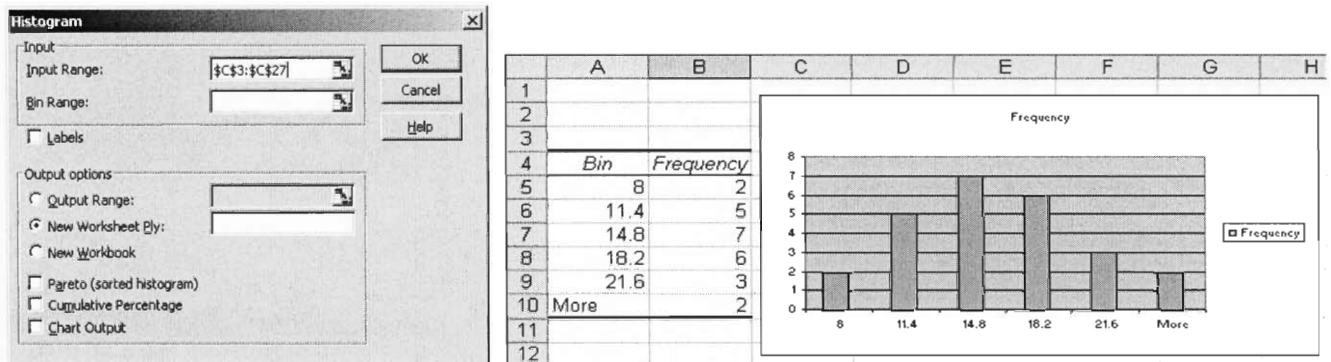 Histogram
Input
Input Range:
$C$3:$C$27
Bin Range:
Labels
OK
Cancel
Help
Output options
Output Range:
New Worksheet Ply:
New Workbook
Pareto (sorted histogram)
Cumulative Percentage
Chart Output
A B C D E F G H
1
2
3
4 Bin Frequency
5 8 2
6 11.4 5
7 14.8 7
8 18.2 6
9 21.6 3
10 More 2
11
12
Frequency
8
7
6
5
4
3
2
1
0
8 11.4 14.8 18.2 21.6 More
Frequency